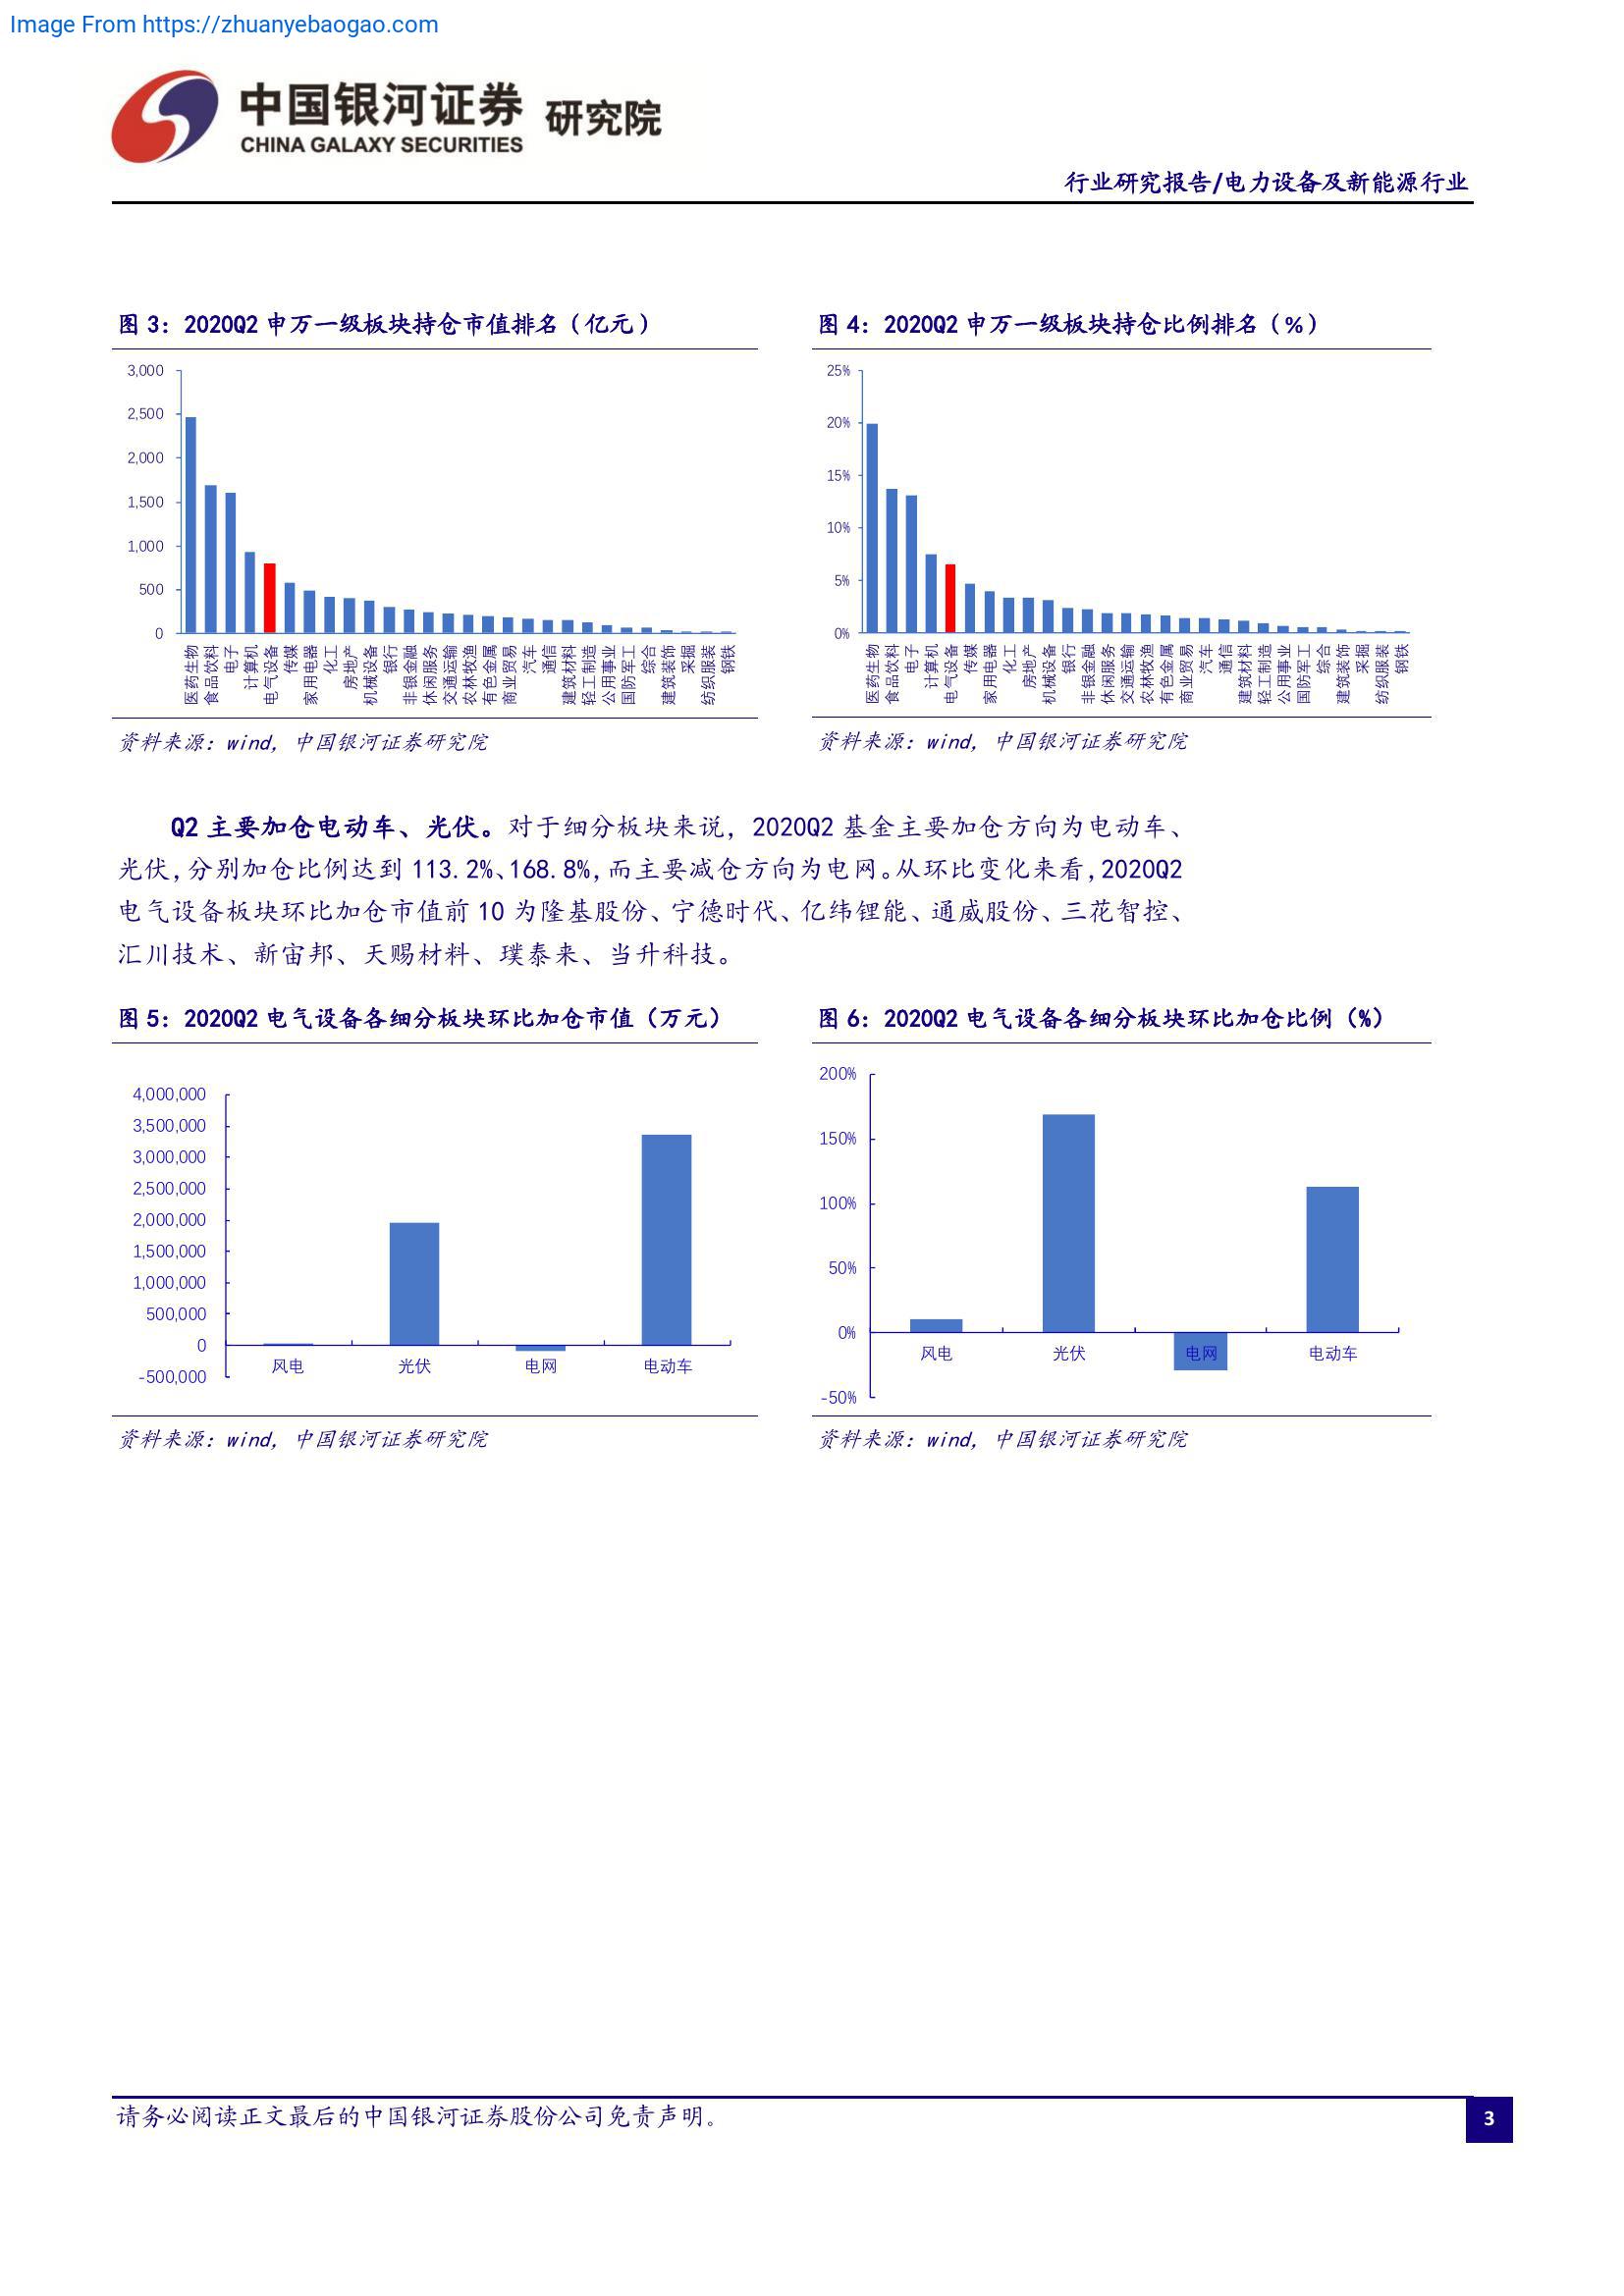 Image From https://zhuanyebaogao.com
中国银河证券 研究院
CHINA GALAXY SECURITIES
行业研究报告/电力设备及新能源行业
图 3：2020Q2 申万一级板块持仓市值排名（亿元）
3,000
2,500
2,000
1,500
1,000
500
0
医药生物
食品饮料
电子
计算机
电气设备
传媒
家用电器
化工
房地产
机械设备
银行
非银金融
休闲服务
交通运输
农林牧渔
有色金属
商业贸易
汽车
通信
建筑材料
轻工制造
公用事业
国防军工
综合
建筑装饰
采掘
纺织服装
钢铁
资料来源：wind，中国银河证券研究院
图 4：2020Q2 申万一级板块持仓比例排名（%）
25%
20%
15%
10%
5%
0%
医药生物
食品饮料
电子
计算机
电气设备
传媒
家用电器
化工
房地产
机械设备
银行
非银金融
休闲服务
交通运输
农林牧渔
有色金属
商业贸易
汽车
通信
建筑材料
轻工制造
公用事业
国防军工
综合
建筑装饰
采掘
纺织服装
钢铁
资料来源：wind，中国银河证券研究院
Q2 主要加仓电动车、光伏。对于细分板块来说，2020Q2 基金主要加仓方向为电动车、
光伏，分别加仓比例达到 113.2%、168.8%，而主要减仓方向为电网。从环比变化来看，2020Q2
电气设备板块环比加仓市值前 10 为隆基股份、宁德时代、亿纬锂能、通威股份、三花智控、
汇川技术、新宙邦、天赐材料、璞泰来、当升科技。
图 5：2020Q2 电气设备各细分板块环比加仓市值（万元）
4,000,000
3,500,000
3,000,000
2,500,000
2,000,000
1,500,000
1,000,000
500,000
0
-500,000
风电 光伏 电网 电动车
资料来源：wind，中国银河证券研究院
图 6：2020Q2 电气设备各细分板块环比加仓比例（%）
200%
150%
100%
50%
0%
-50%
风电 光伏 电网 电动车
资料来源：wind，中国银河证券研究院
请务必阅读正文最后的中国银河证券股份公司免责声明。
3